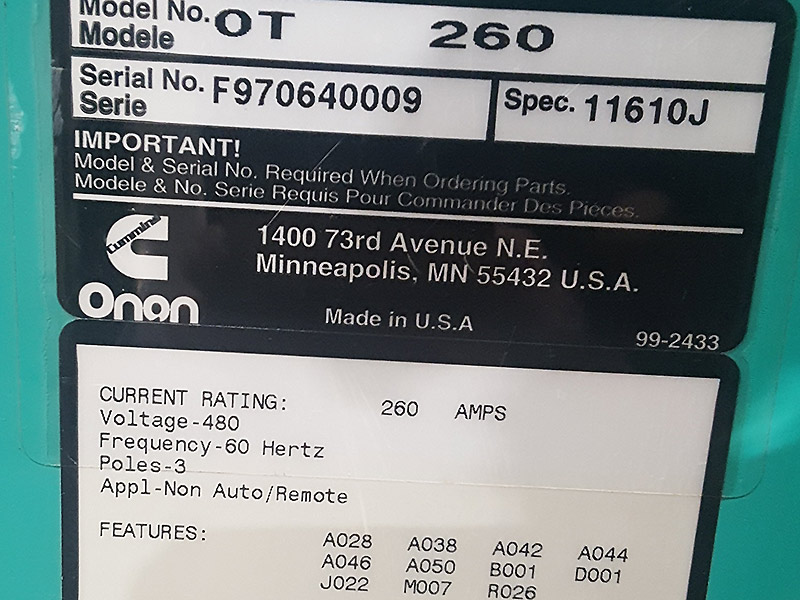 Model No. OT 260
Modele
Serial No. F970640009
Serie
Spec. 11610J
IMPORTANT!
Model & Serial No. Required When Ordering Parts.
Modele & No. Serie Requis Pour Commander Des Pièces.
Cummins
Onan
1400 73rd Avenue N.E.
Minneapolis, MN 55432 U.S.A.
Made in U.S.A
99-2433
CURRENT RATING: 260 AMPS
Voltage-480
Frequency-60 Hertz
Poles-3
Appl-Non Auto/Remote
FEATURES:
A028 A038 A042 A044
A046 A050 B001 D001
J022 M007 R026